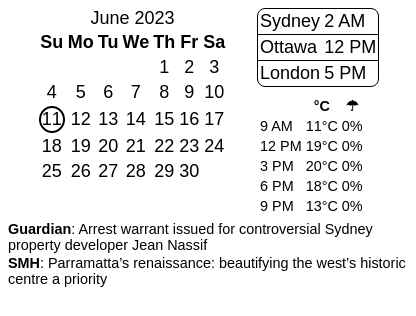 June 2023
Su Mo Tu We Th Fr Sa
1 2 3
4 5 6 7 8 9 10
11 12 13 14 15 16 17
18 19 20 21 22 23 24
25 26 27 28 29 30
Sydney 2 AM
Ottawa 12 PM
London 5 PM
°C ☂
9 AM 11°C 0%
12 PM 19°C 0%
3 PM 20°C 0%
6 PM 18°C 0%
9 PM 13°C 0%
Guardian: Arrest warrant issued for controversial Sydney
property developer Jean Nassif
SMH: Parramatta’s renaissance: beautifying the west’s historic
centre a priority